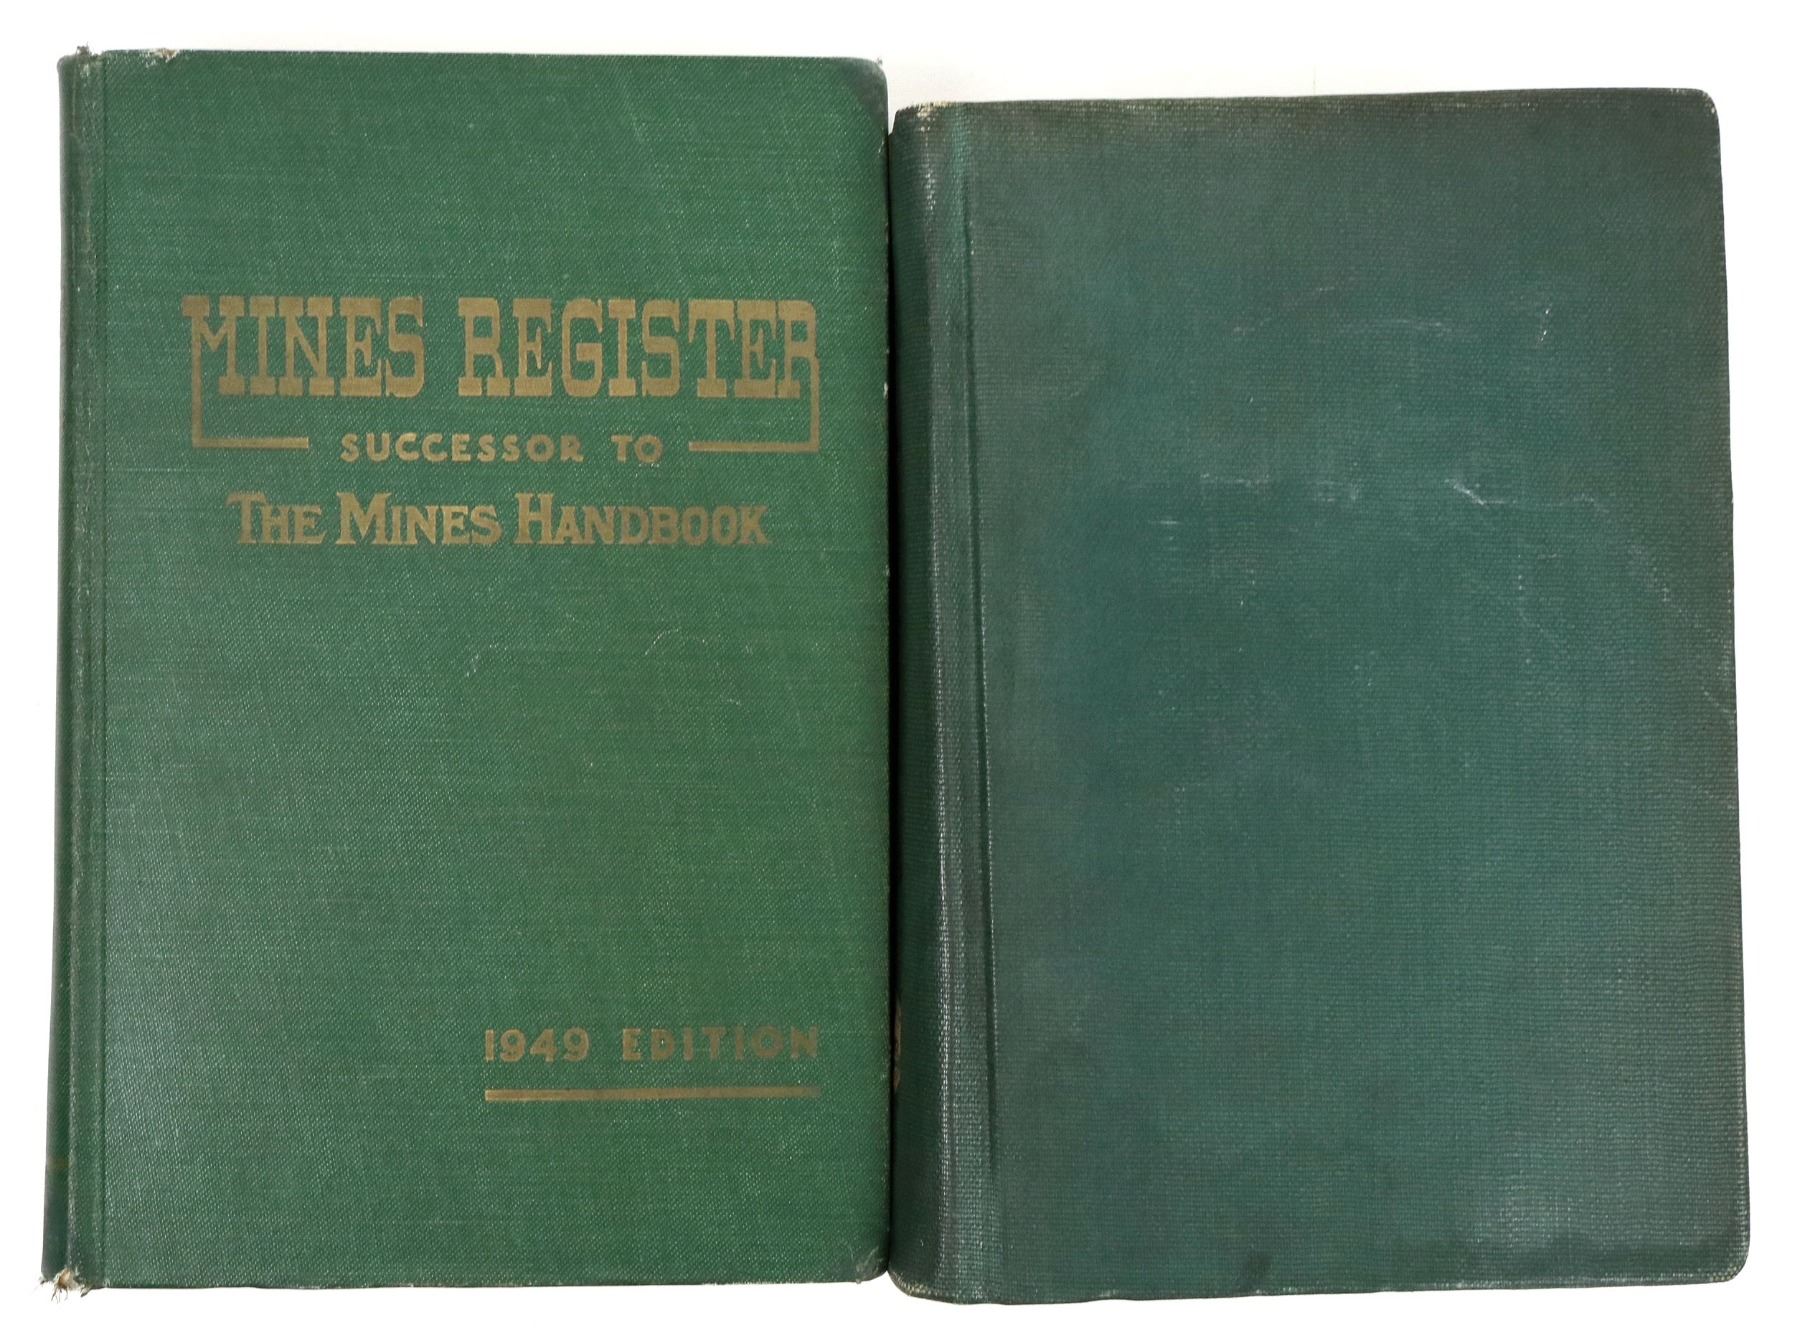 MINES REGISTER
SUCCESSOR TO
THE MINES HANDBOOK
1949 EDITION